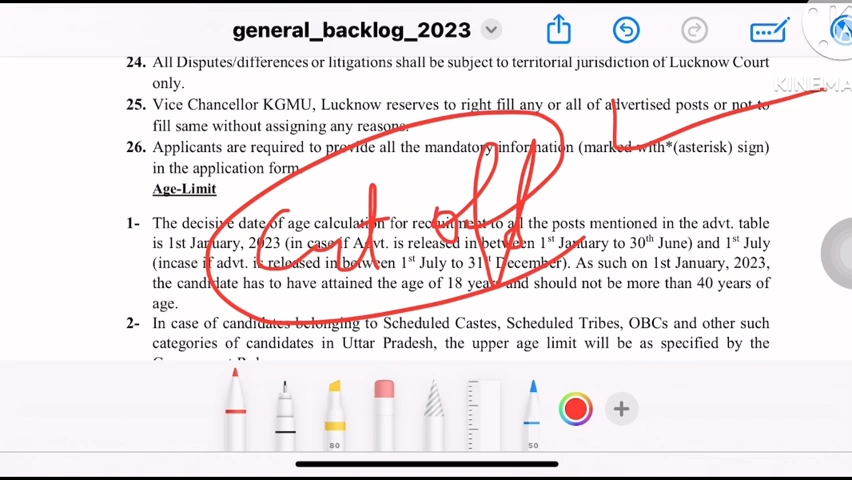 general_backlog_2023
24. All Disputes/differences or litigations shall be subject to territorial jurisdiction of Lucknow Court
only.
KINEMA
25. Vice Chancellor KGMU, Lucknow reserves to right fill any or all of advertised posts or not to
fill same without assigning any reasons.
26. Applicants are required to provide all the mandatory information (marked with*(asterisk) sign)
in the application form.
Age-Limit
1- The decisive date of age calculation for recruitment to all the posts mentioned in the advt. table
is 1st January, 2023 (in case if Advt. is released in between 1st January to 30th June) and 1st July
(incase if advt. is released in between 1st July to 31st December). As such on 1st January, 2023,
the candidate has to have attained the age of 18 years and should not be more than 40 years of
age.
Cut off
2- In case of candidates belonging to Scheduled Castes, Scheduled Tribes, OBCs and other such
categories of candidates in Uttar Pradesh, the upper age limit will be as specified by the
80
50